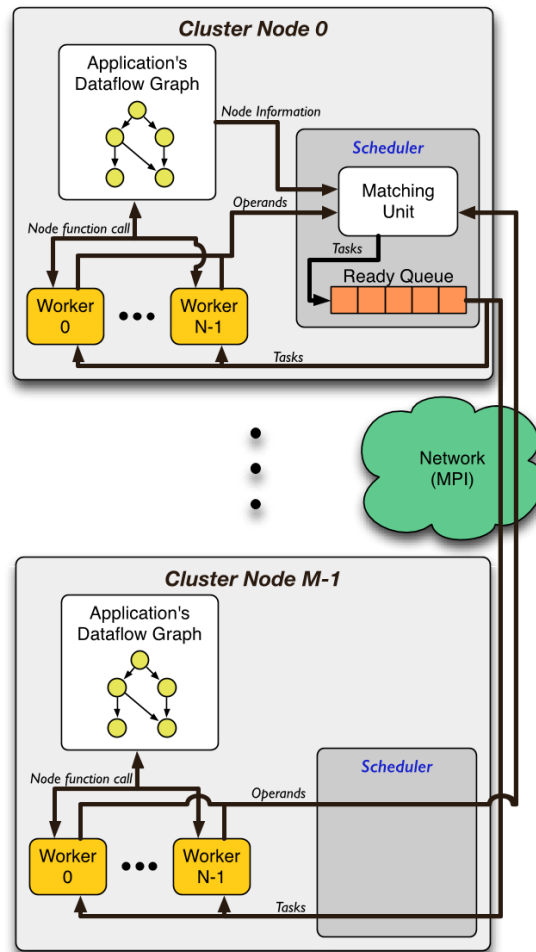 Cluster Node 0
Application's
Dataflow Graph
Node Information
Scheduler
Matching
Unit
Operands
Node function call
Tasks
Ready Queue
Worker
0
Worker
N-1
Tasks
Network
(MPI)
Cluster Node M-1
Application's
Dataflow Graph
Scheduler
Node function call
Operands
Worker
0
Worker
N-1
Tasks